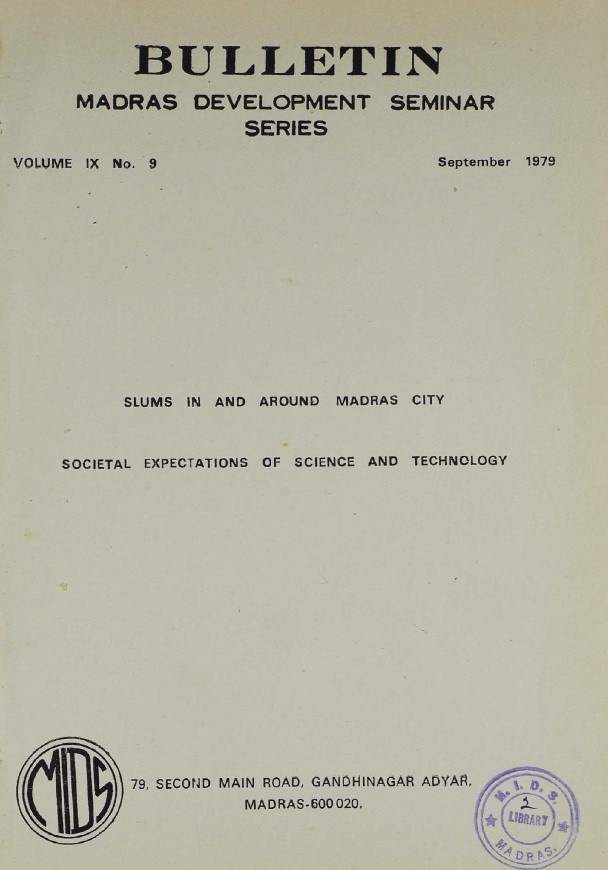 BULLETIN
MADRAS DEVELOPMENT SEMINAR
SERIES
VOLUME IX No. 9
September 1979
SLUMS IN AND AROUND MADRAS CITY
SOCIETAL EXPECTATIONS OF SCIENCE AND TECHNOLOGY
MIDS
79, SECOND MAIN ROAD, GANDHINAGAR ADYAR,
MADRAS-600 020.
M. I. D. S.
2
LIBRARY
MADRAS.